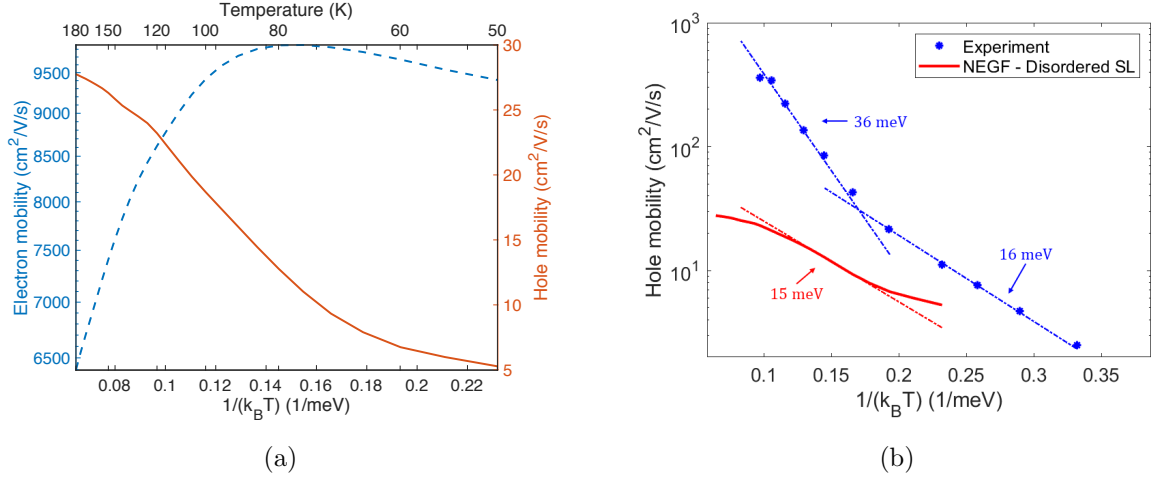 Temperature (K)
180 150 120 100 80 60 50
Electron mobility (cm²/V/s)
9500
9000
8500
8000
7500
7000
6500
30
25
20
15
10
5
Hole mobility (cm²/V/s)
0.08 0.1 0.12 0.14 0.16 0.18 0.2 0.22
1/(k_BT) (1/meV)
(a)
Hole mobility (cm²/V/s)
10³
10²
10¹
Experiment
NEGF - Disordered SL
36 meV
16 meV
15 meV
0.1 0.15 0.2 0.25 0.3 0.35
1/(k_BT) (1/meV)
(b)